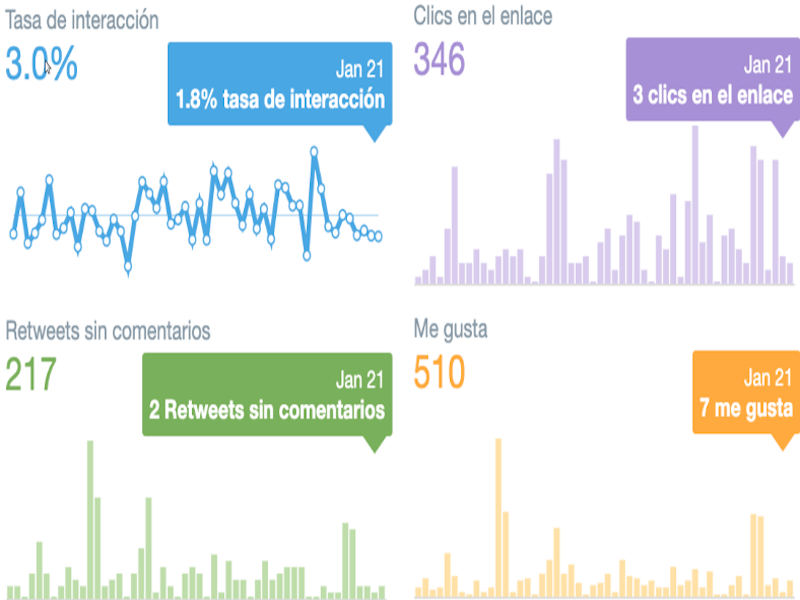 Tasa de interacción
3.0%
Jan 21
1.8% tasa de interacción
Clics en el enlace
346
Jan 21
3 clics en el enlace
Retweets sin comentarios
217
Jan 21
2 Retweets sin comentarios
Me gusta
510
Jan 21
7 me gusta